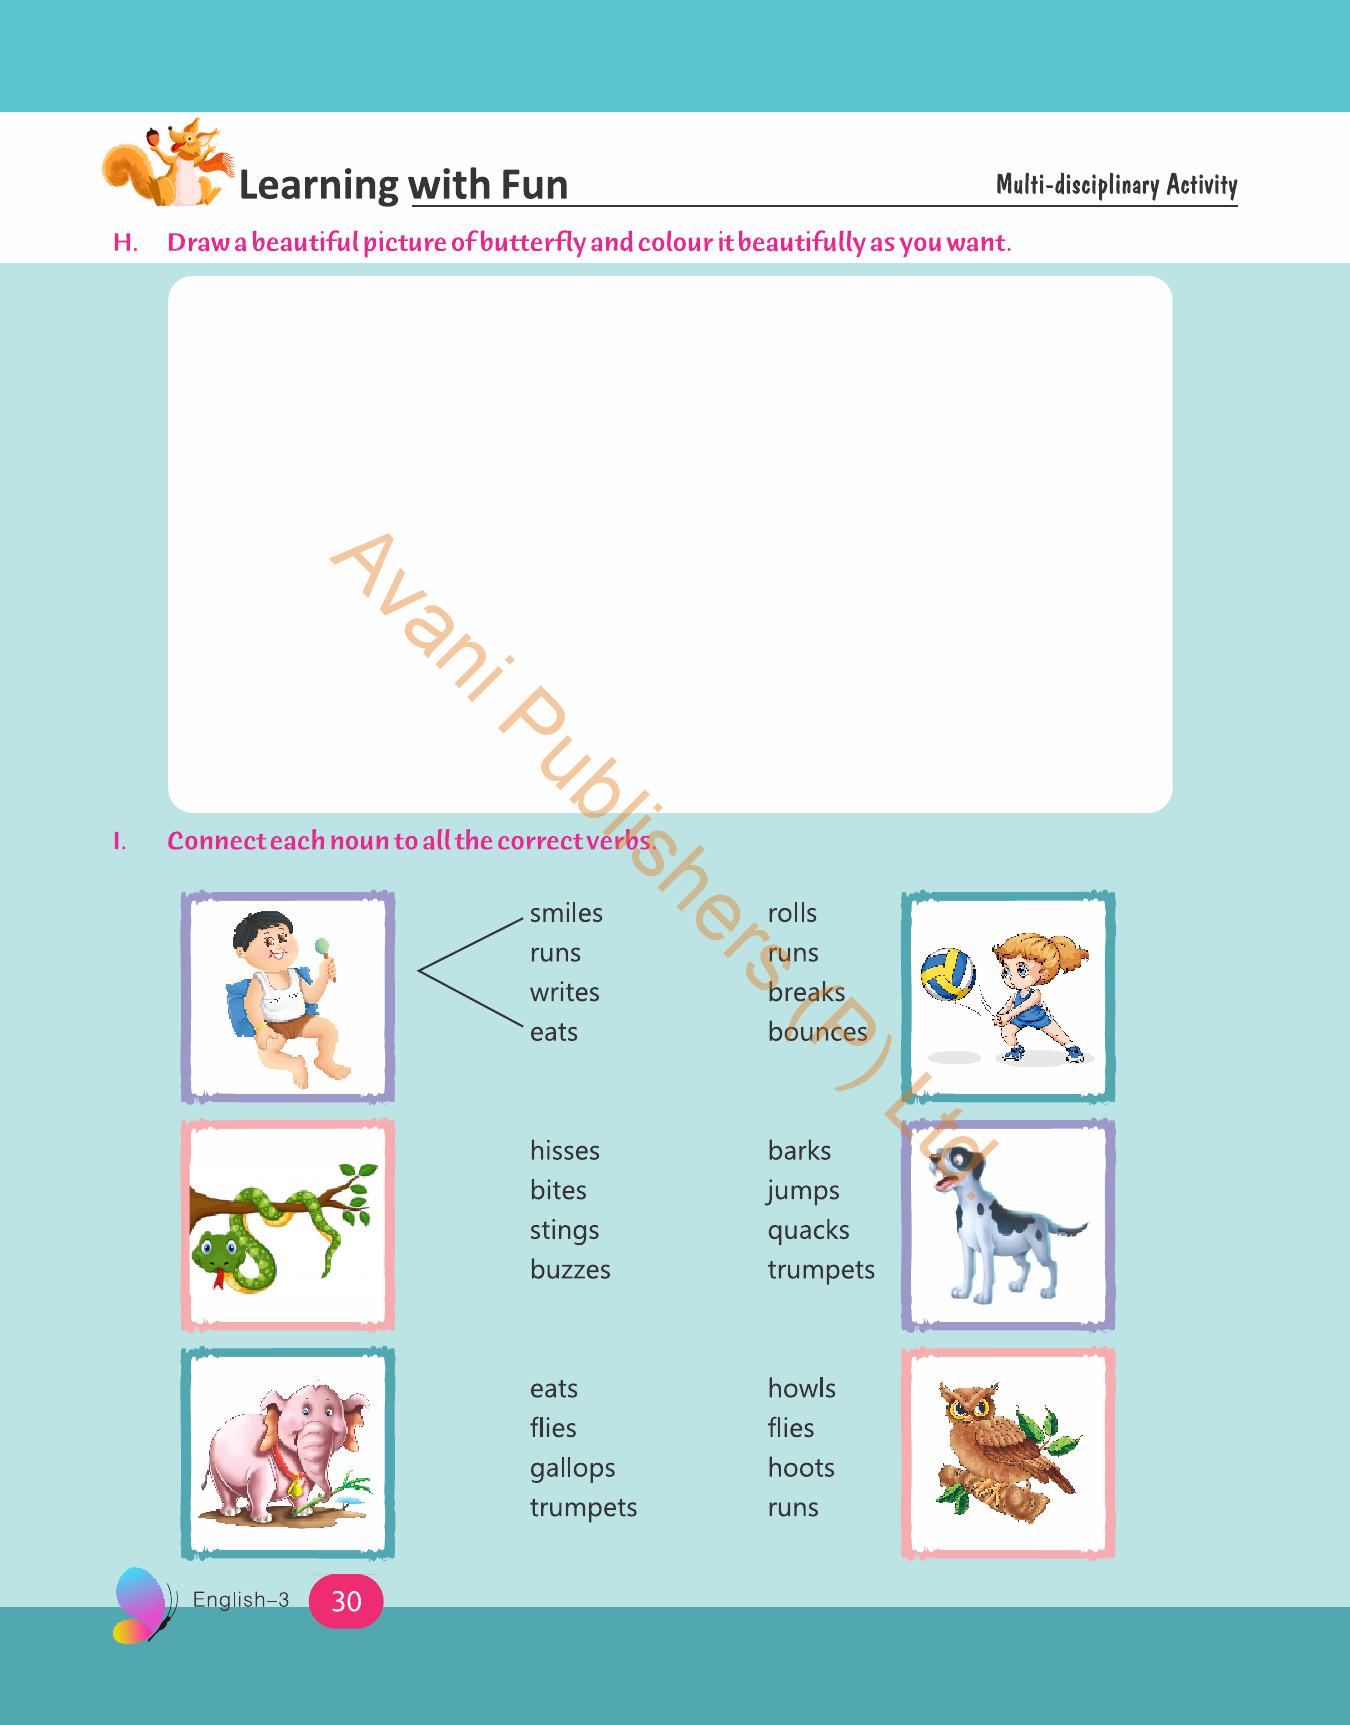 Learning with Fun
Multi-disciplinary Activity
H. Draw a beautiful picture of butterfly and colour it beautifully as you want.
Avani Publishers (P) Ltd.
I. Connect each noun to all the correct verbs.
smiles
runs
writes
eats
rolls
runs
breaks
bounces
hisses
bites
stings
buzzes
barks
jumps
quacks
trumpets
eats
flies
gallops
trumpets
howls
flies
hoots
runs
English–3
30